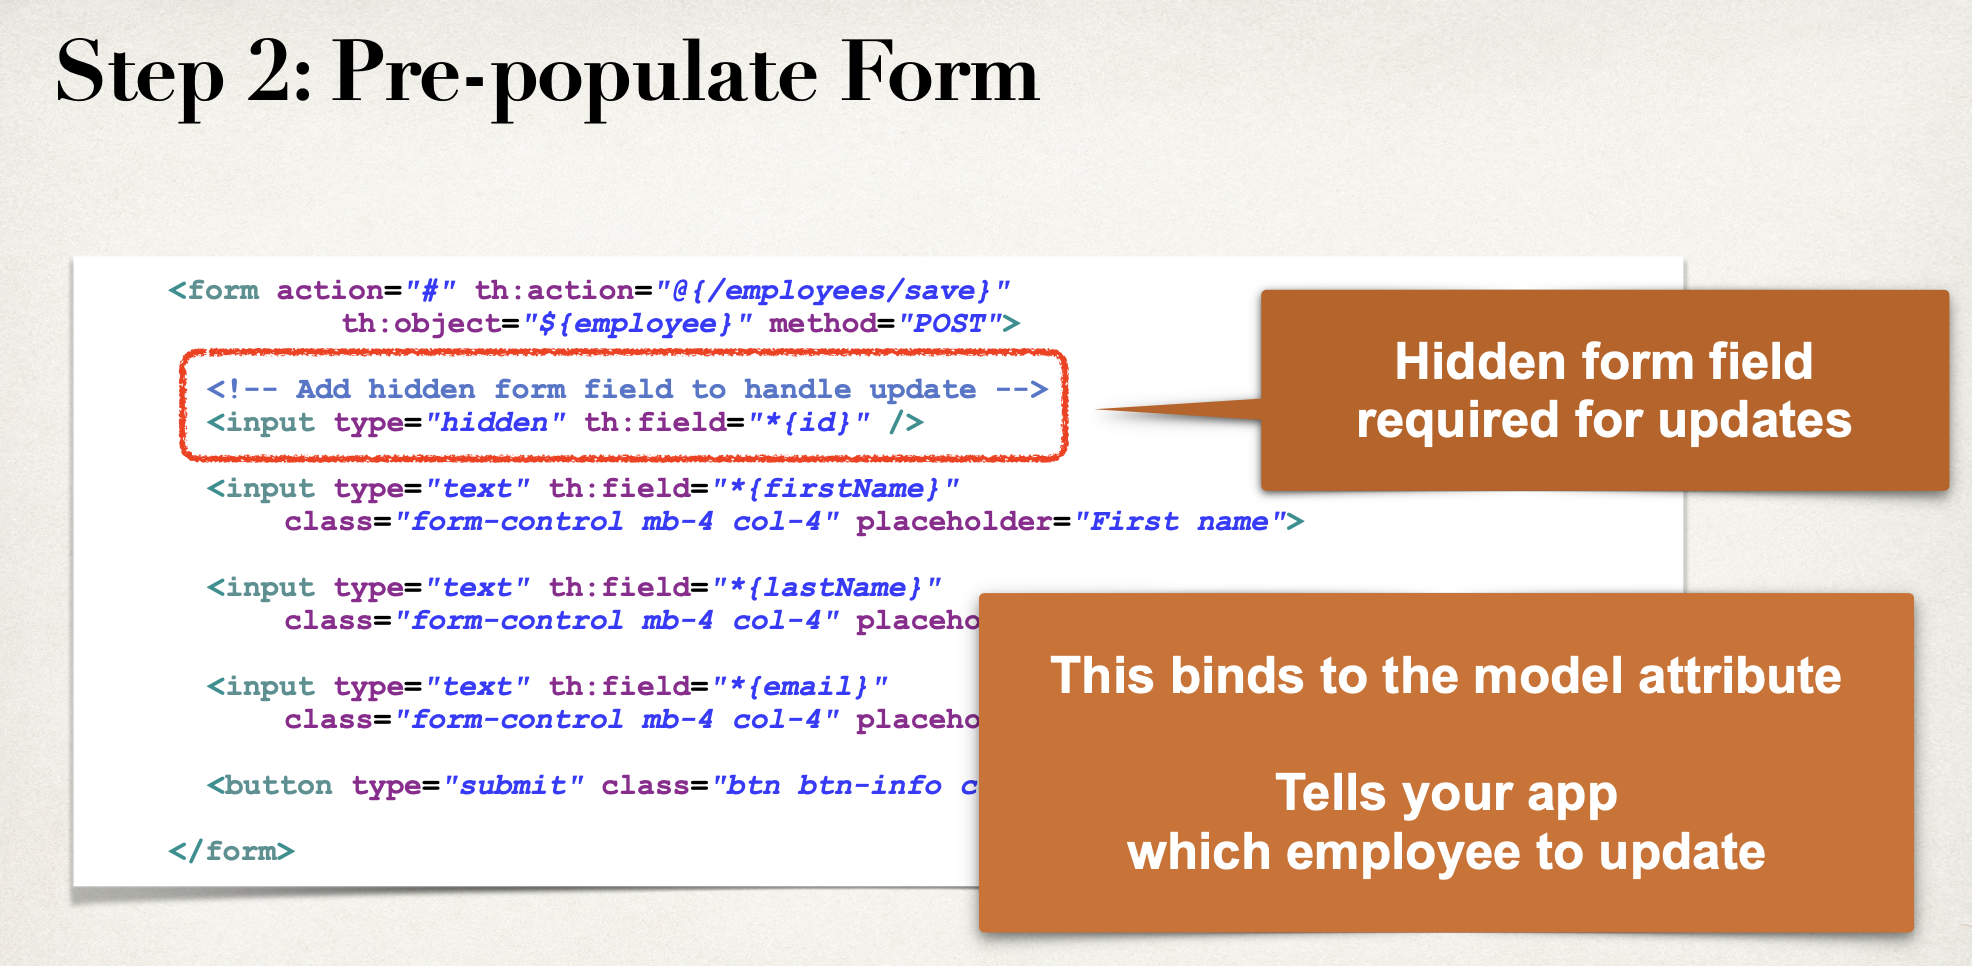 Step 2: Pre-populate Form
<form action="#" th:action="@{/employees/save}"
th:object="${employee}" method="POST">
<!-- Add hidden form field to handle update -->
<input type="hidden" th:field="*{id}" />
Hidden form field
required for updates
<input type="text" th:field="*{firstName}"
class="form-control mb-4 col-4" placeholder="First name">
<input type="text" th:field="*{lastName}"
class="form-control mb-4 col-4" placeho
<input type="text" th:field="*{email}"
class="form-control mb-4 col-4" placeho
<button type="submit" class="btn btn-info c
</form>
This binds to the model attribute
Tells your app
which employee to update